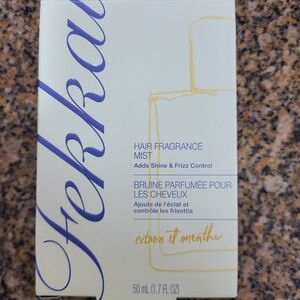 Fekkai
HAIR FRAGRANCE
MIST
Adds Shine & Frizz Control
BRUINE PARFUMÉE POUR
LES CHEVEUX
Ajoute de l'éclat et
contrôle les frisottis
citron et menthe
50 mL (1.7 FL OZ)